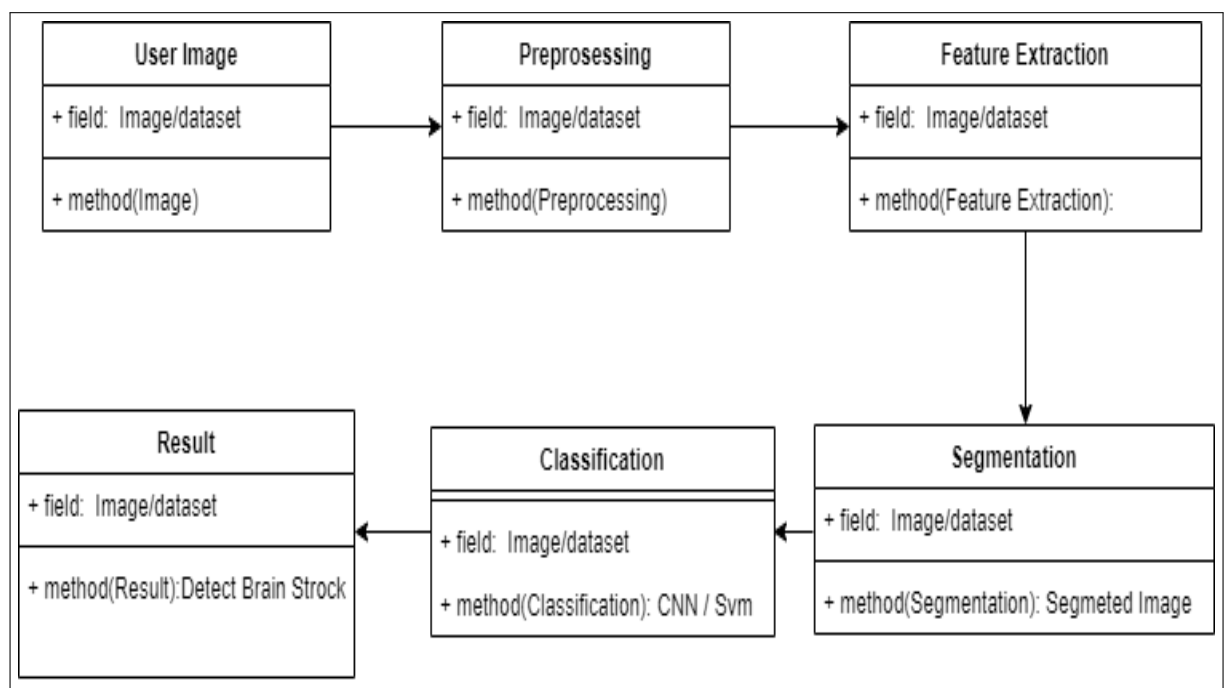 User Image
+ field:  Image/dataset
+ method(Image)
Preprosessing
+ field:  Image/dataset
+ method(Preprocessing)
Feature Extraction
+ field:  Image/dataset
+ method(Feature Extraction):
Segmentation
+ field:  Image/dataset
+ method(Segmentation): Segmeted Image
Classification
+ field:  Image/dataset
+ method(Classification): CNN / Svm
Result
+ field:  Image/dataset
+ method(Result):Detect Brain Strock